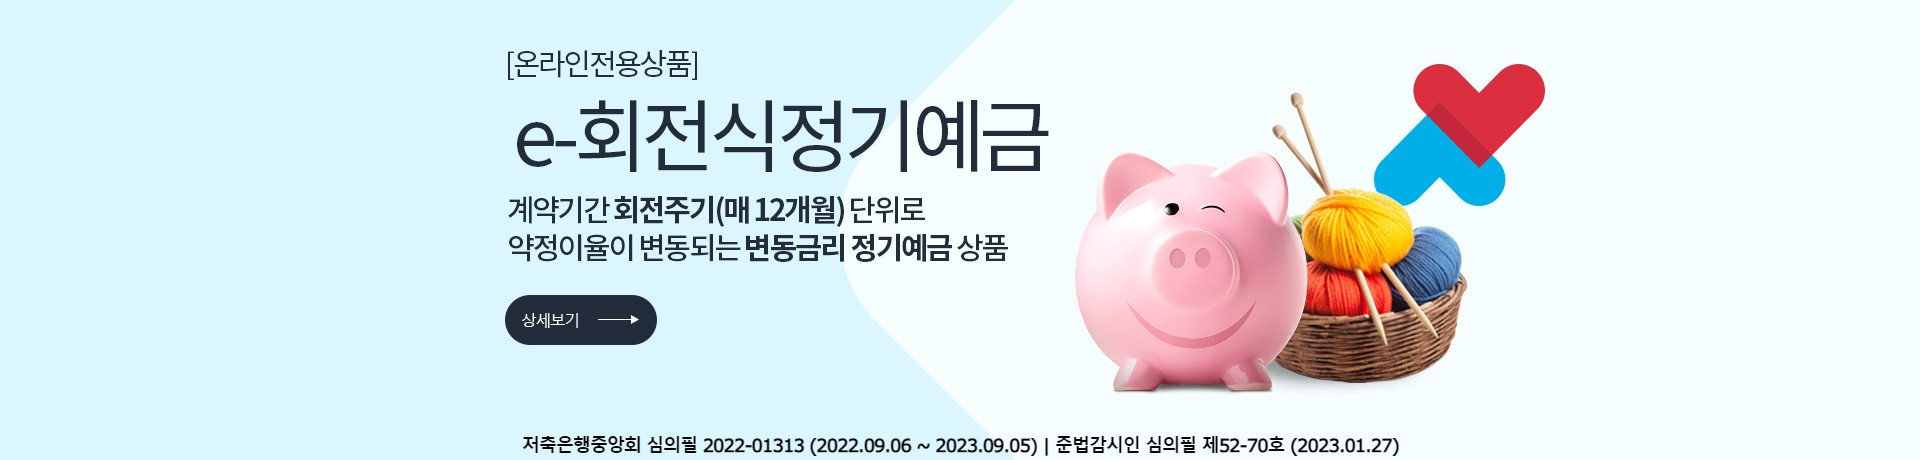 [온라인전용상품]
e-회전식정기예금
계약기간 회전주기(매 12개월) 단위로
약정이율이 변동되는 변동금리 정기예금 상품
상세보기
저축은행중앙회 심의필 2022-01313 (2022.09.06 ~ 2023.09.05) | 준법감시인 심의필 제52-70호 (2023.01.27)